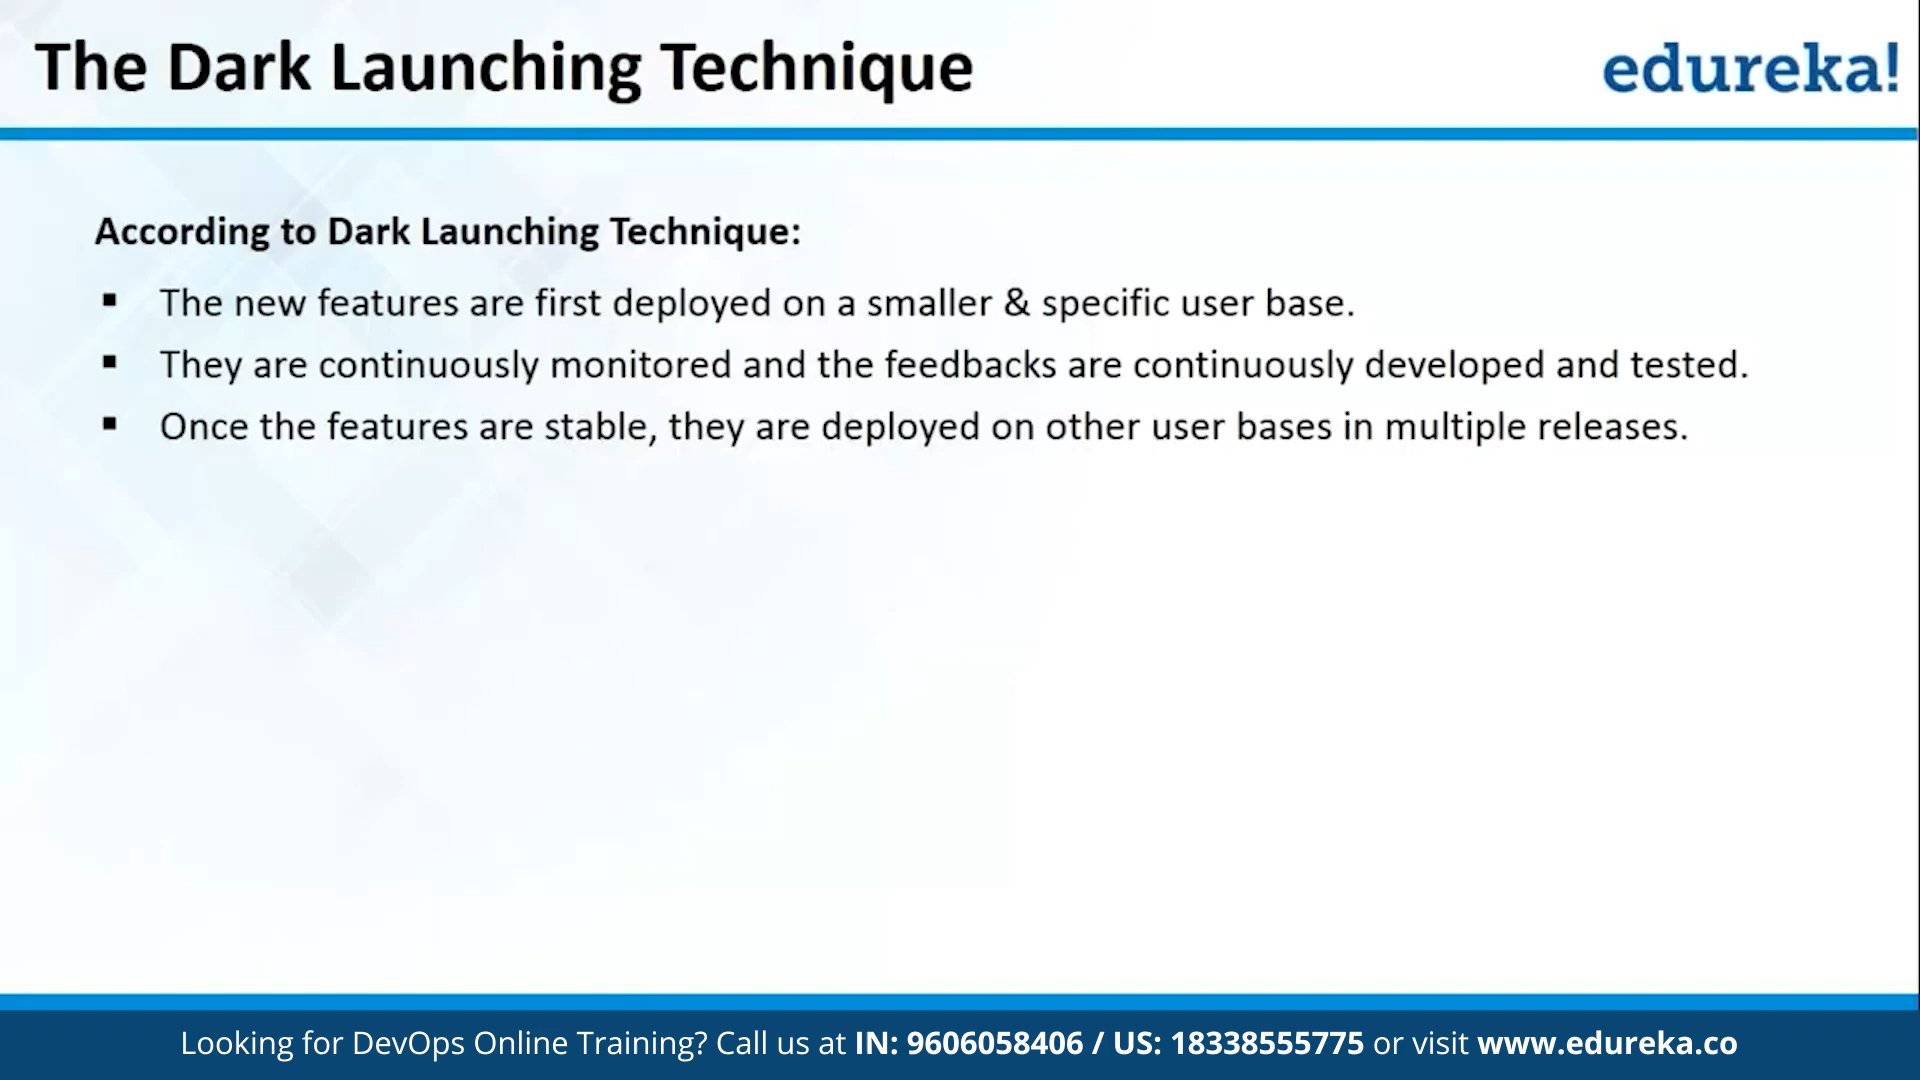 The Dark Launching Technique
edureka!
According to Dark Launching Technique:
▪ The new features are first deployed on a smaller & specific user base.
▪ They are continuously monitored and the feedbacks are continuously developed and tested.
▪ Once the features are stable, they are deployed on other user bases in multiple releases.
Looking for DevOps Online Training? Call us at IN: 9606058406 / US: 18338555775 or visit www.edureka.co